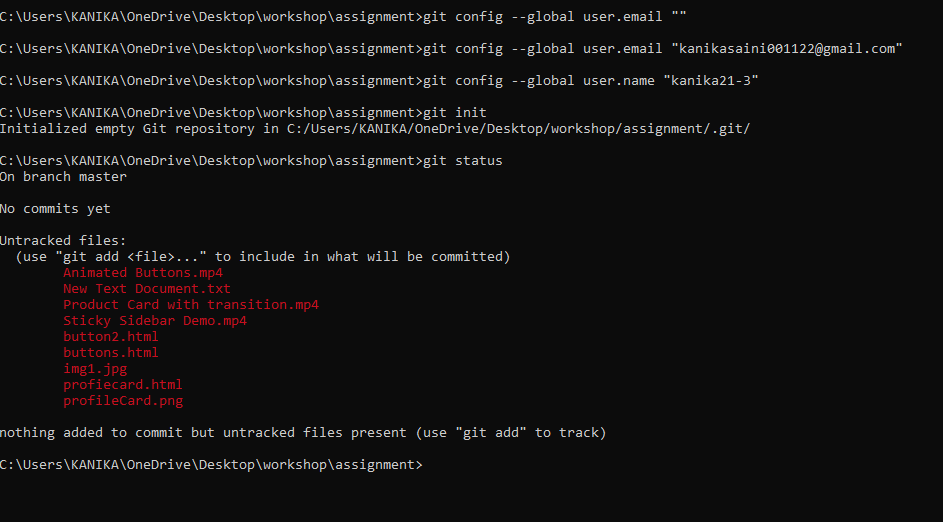 C:\Users\KANIKA\OneDrive\Desktop\workshop\assignment>git config --global user.email ""
C:\Users\KANIKA\OneDrive\Desktop\workshop\assignment>git config --global user.email "kanikasaini001122@gmail.com"
C:\Users\KANIKA\OneDrive\Desktop\workshop\assignment>git config --global user.name "kanika21-3"
C:\Users\KANIKA\OneDrive\Desktop\workshop\assignment>git init
Initialized empty Git repository in C:/Users/KANIKA/OneDrive/Desktop/workshop/assignment/.git/
C:\Users\KANIKA\OneDrive\Desktop\workshop\assignment>git status
On branch master
No commits yet
Untracked files:
(use "git add <file>..." to include in what will be committed)
Animated Buttons.mp4
New Text Document.txt
Product Card with transition.mp4
Sticky Sidebar Demo.mp4
button2.html
buttons.html
img1.jpg
profiecard.html
profileCard.png
nothing added to commit but untracked files present (use "git add" to track)
C:\Users\KANIKA\OneDrive\Desktop\workshop\assignment>